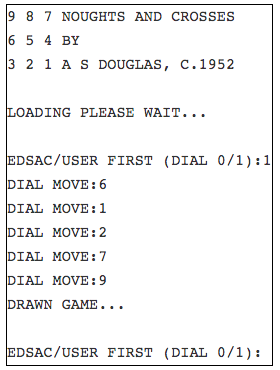 9 8 7 NOUGHTS AND CROSSES
6 5 4 BY
3 2 1 A S DOUGLAS, C.1952
LOADING PLEASE WAIT...
EDSAC/USER FIRST (DIAL 0/1):1
DIAL MOVE:6
DIAL MOVE:1
DIAL MOVE:2
DIAL MOVE:7
DIAL MOVE:9
DRAWN GAME...
EDSAC/USER FIRST (DIAL 0/1):